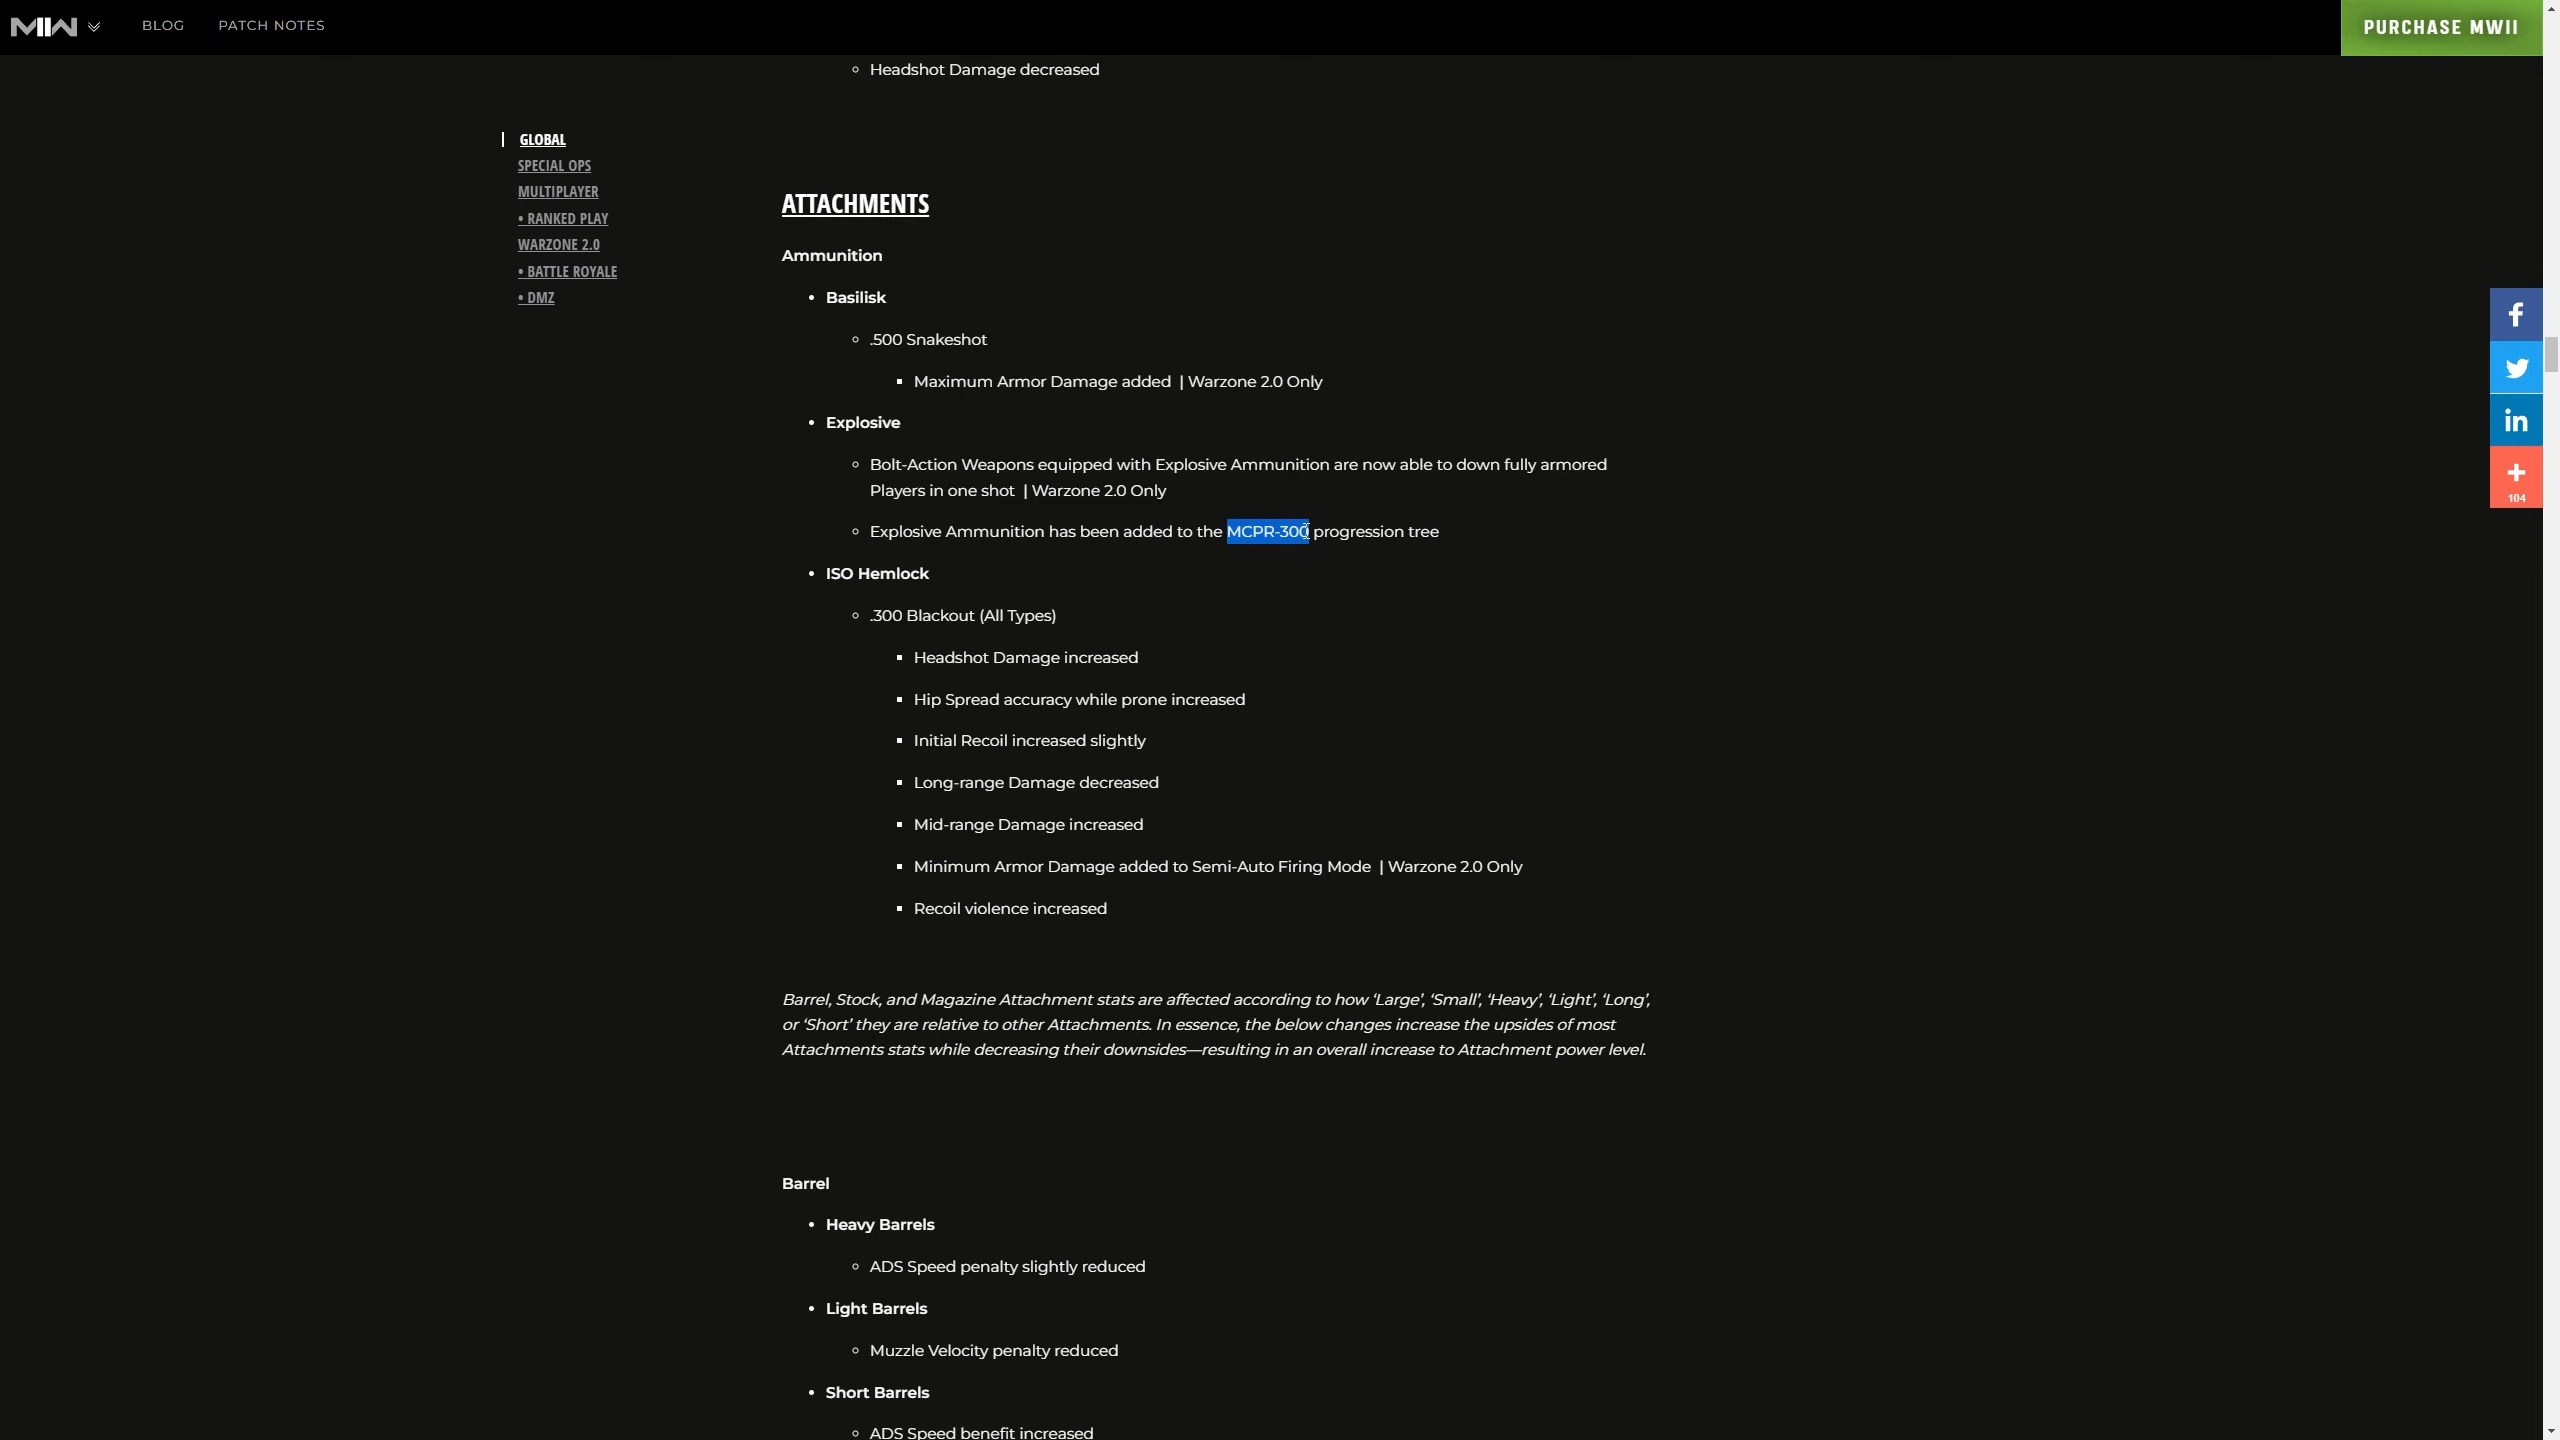 MIIW
BLOG
PATCH NOTES
PURCHASE MWII
Headshot Damage decreased
GLOBAL
SPECIAL OPS
MULTIPLAYER
• RANKED PLAY
WARZONE 2.0
• BATTLE ROYALE
• DMZ
ATTACHMENTS
Ammunition
Basilisk
.500 Snakeshot
Maximum Armor Damage added | Warzone 2.0 Only
Explosive
Bolt-Action Weapons equipped with Explosive Ammunition are now able to down fully armored
Players in one shot | Warzone 2.0 Only
Explosive Ammunition has been added to the MCPR-300 progression tree
ISO Hemlock
.300 Blackout (All Types)
Headshot Damage increased
Hip Spread accuracy while prone increased
Initial Recoil increased slightly
Long-range Damage decreased
Mid-range Damage increased
Minimum Armor Damage added to Semi-Auto Firing Mode | Warzone 2.0 Only
Recoil violence increased
Barrel, Stock, and Magazine Attachment stats are affected according to how ‘Large’, ‘Small’, ‘Heavy’, ‘Light’, ‘Long’,
or ‘Short’ they are relative to other Attachments. In essence, the below changes increase the upsides of most
Attachments stats while decreasing their downsides—resulting in an overall increase to Attachment power level.
Barrel
Heavy Barrels
ADS Speed penalty slightly reduced
Light Barrels
Muzzle Velocity penalty reduced
Short Barrels
ADS Speed benefit increased
104